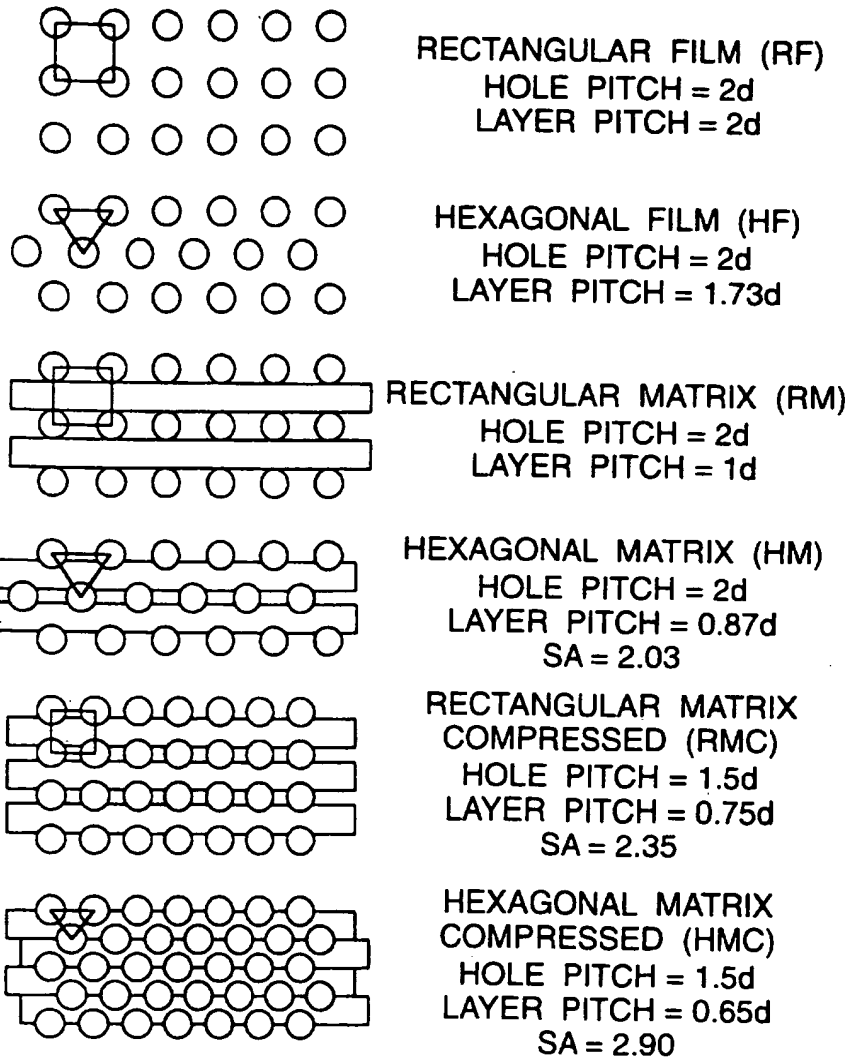 RECTANGULAR FILM (RF)
HOLE PITCH = 2d
LAYER PITCH = 2d
HEXAGONAL FILM (HF)
HOLE PITCH = 2d
LAYER PITCH = 1.73d
RECTANGULAR MATRIX (RM)
HOLE PITCH = 2d
LAYER PITCH = 1d
HEXAGONAL MATRIX (HM)
HOLE PITCH = 2d
LAYER PITCH = 0.87d
SA = 2.03
RECTANGULAR MATRIX
COMPRESSED (RMC)
HOLE PITCH = 1.5d
LAYER PITCH = 0.75d
SA = 2.35
HEXAGONAL MATRIX
COMPRESSED (HMC)
HOLE PITCH = 1.5d
LAYER PITCH = 0.65d
SA = 2.90